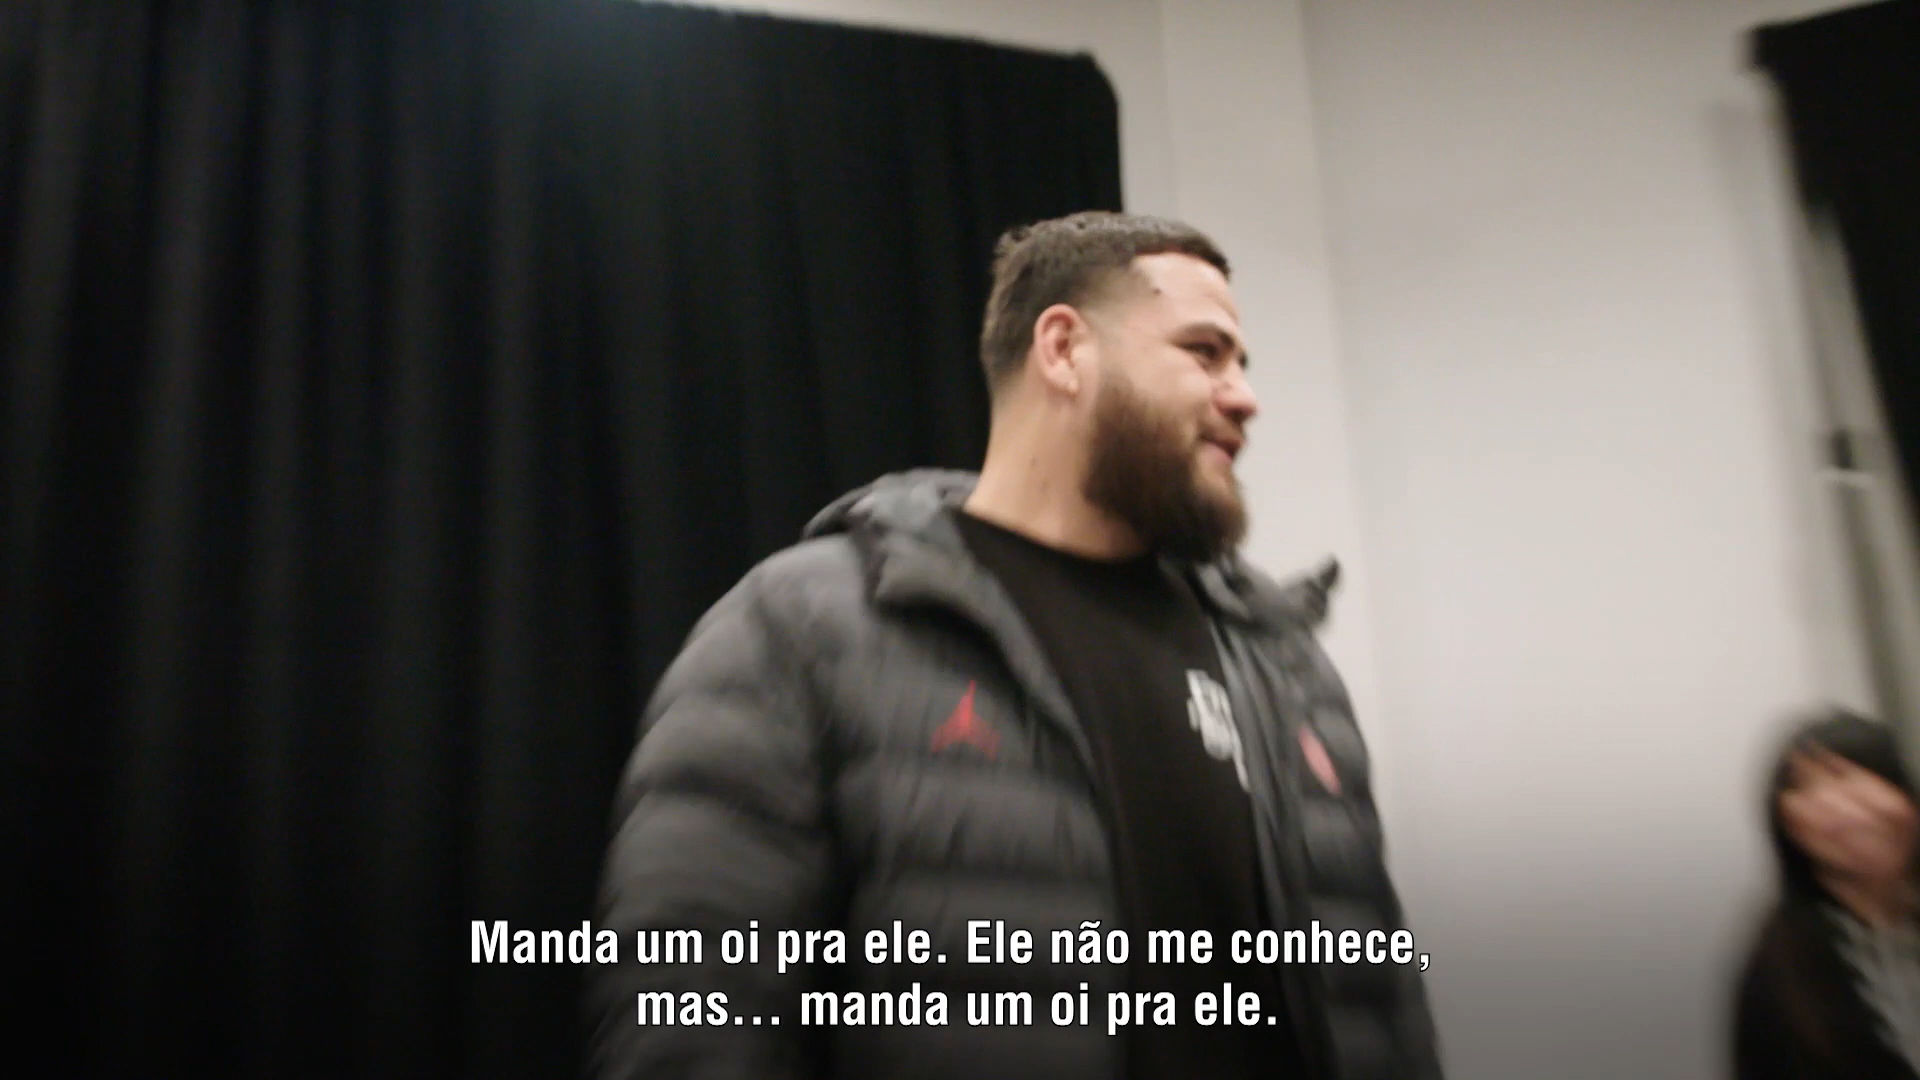 Manda um oi pra ele. Ele não me conhece,
mas... manda um oi pra ele.